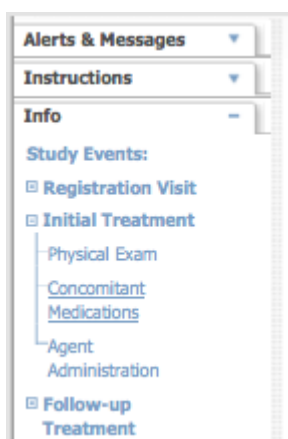 Alerts & Messages
Instructions
Info
Study Events:
Registration Visit
Initial Treatment
Physical Exam
Concomitant
Medications
Agent
Administration
Follow-up
Treatment